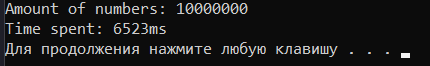 Amount of numbers: 10000000
Time spent: 6523ms
Для продолжения нажмите любую клавишу . . .